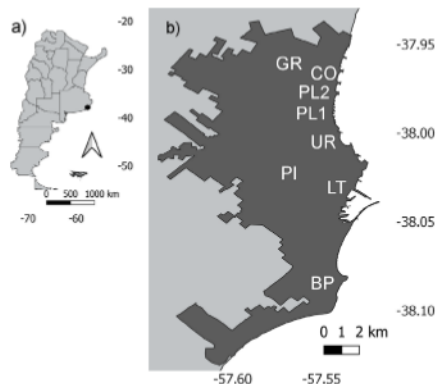 a)
-20
-30
-40
-50
0 500 1000 km
-70 -60
b)
GR
CO
PL2
PL1
UR
PI
LT
BP
-37.95
-38.00
-38.05
-38.10
0 1 2 km
-57.60 -57.55